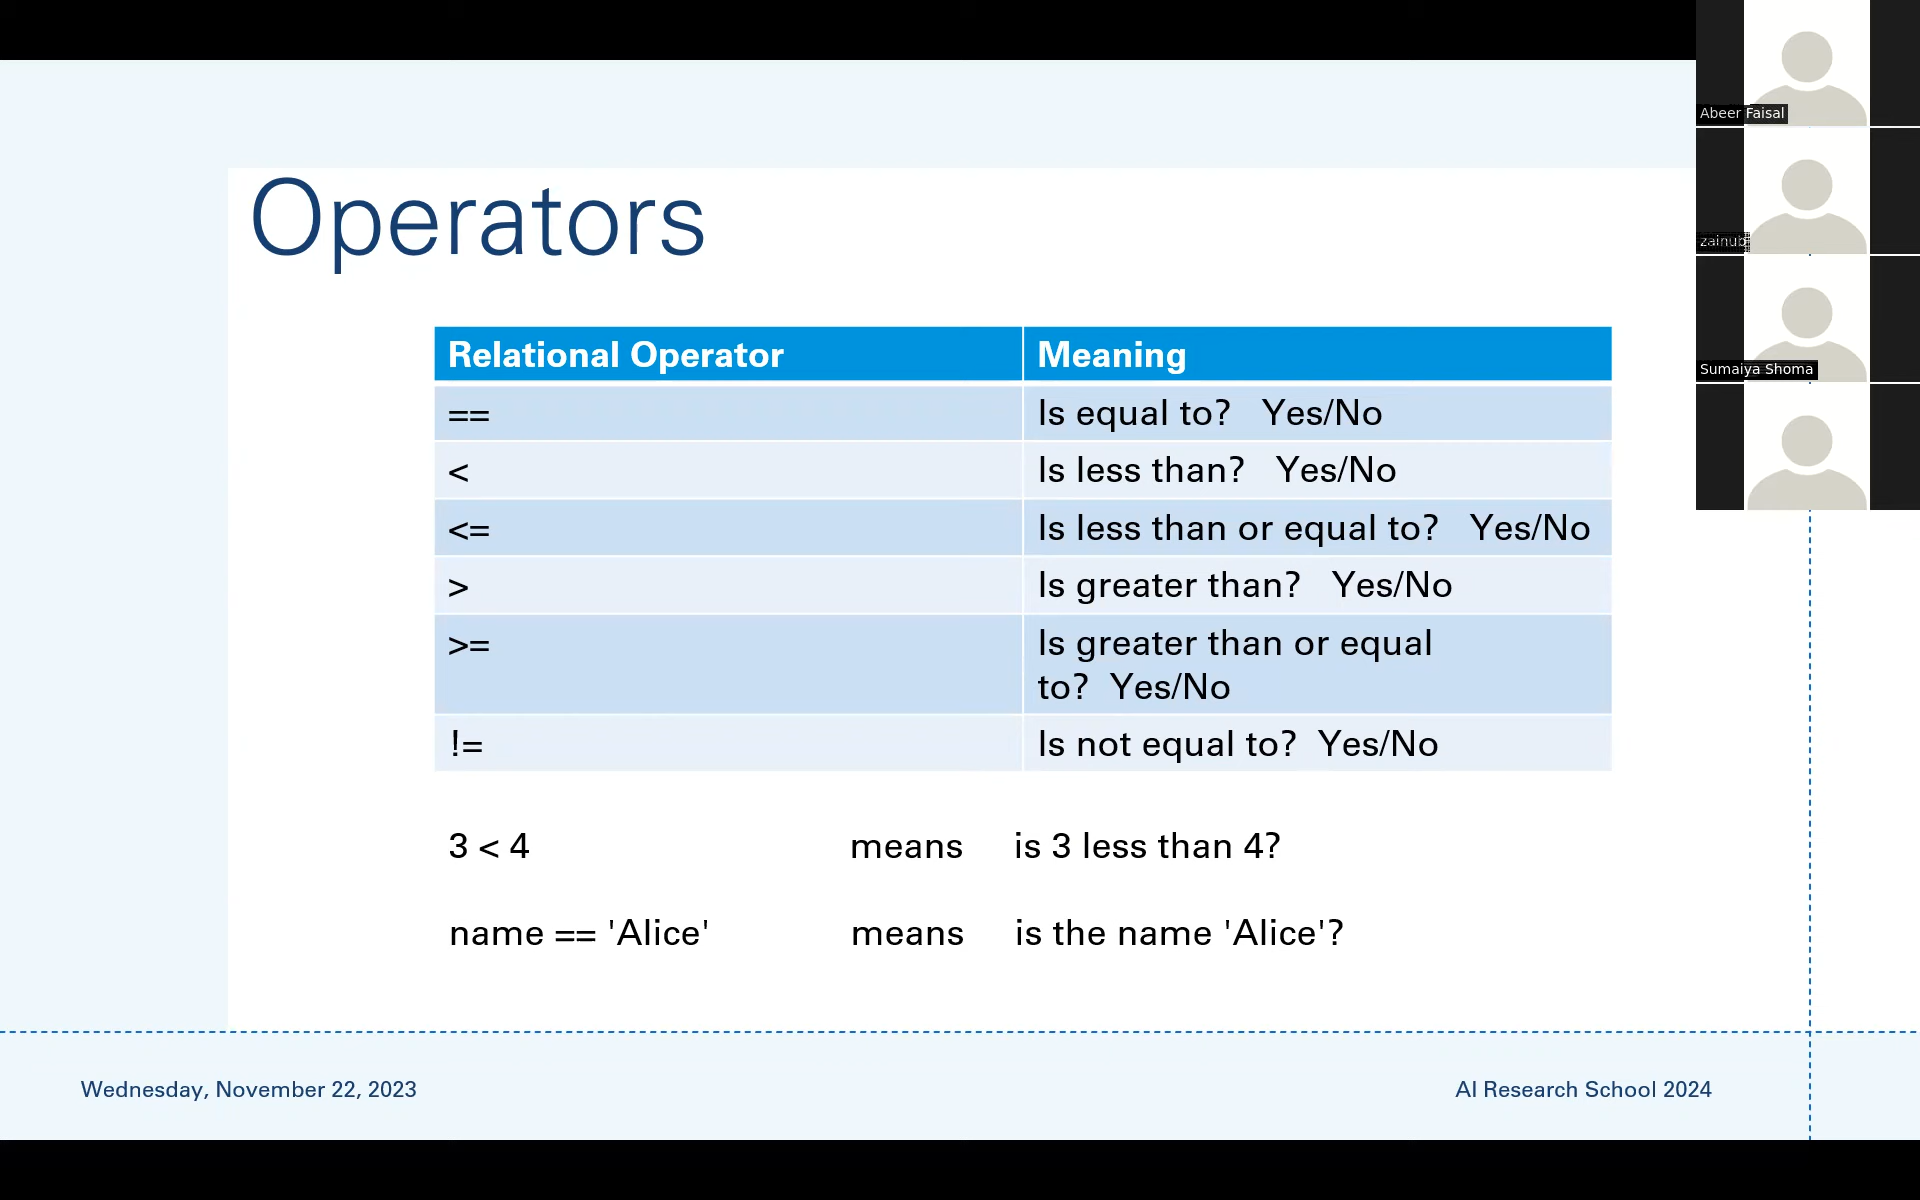 Abeer Faisal
zainub
Sumaiya Shoma
Operators
Relational Operator Meaning
== Is equal to? Yes/No
< Is less than? Yes/No
<= Is less than or equal to? Yes/No
> Is greater than? Yes/No
>= Is greater than or equal
to? Yes/No
!= Is not equal to? Yes/No
3 < 4 means is 3 less than 4?
name == 'Alice' means is the name 'Alice'?
Wednesday, November 22, 2023 AI Research School 2024